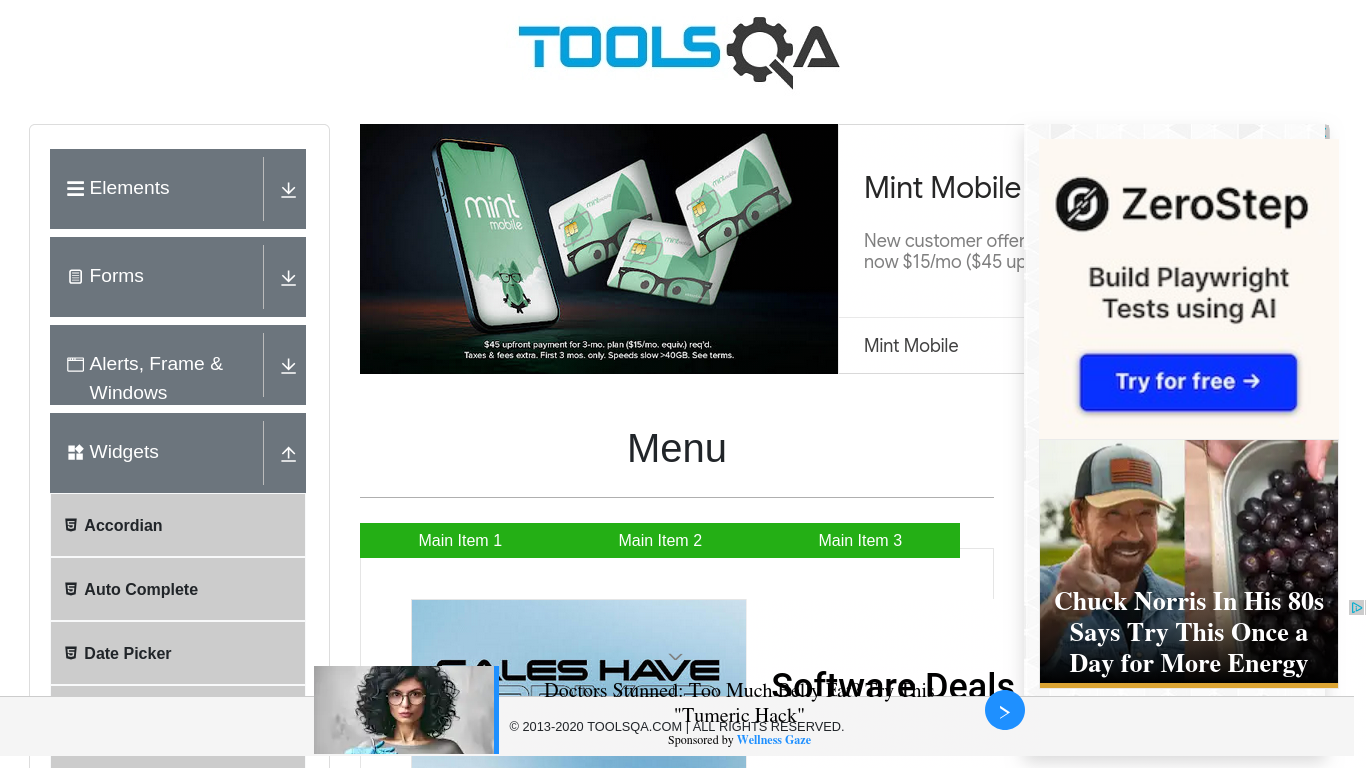 TOOLSQA
Elements
Forms
Alerts, Frame &
Windows
Widgets
Accordian
Auto Complete
Date Picker
mint
mobile
$45 upfront payment for 3-mo. plan ($15/mo. equiv.) req'd.
Taxes & fees extra. First 3 mos. only. Speeds slow >40GB. See terms.
Mint Mobile
New customer offer
now $15/mo ($45 up
Mint Mobile
Menu
Main Item 1
Main Item 2
Main Item 3
SALES HAVE
Software Deals
ZeroStep
Build Playwright
Tests using AI
Try for free →
Chuck Norris In His 80s
Says Try This Once a
Day for More Energy
Doctors Stunned: Too Much Belly Fat? Try This
"Tumeric Hack"
Sponsored by Wellness Gaze
© 2013-2020 TOOLSQA.COM | ALL RIGHTS RESERVED.